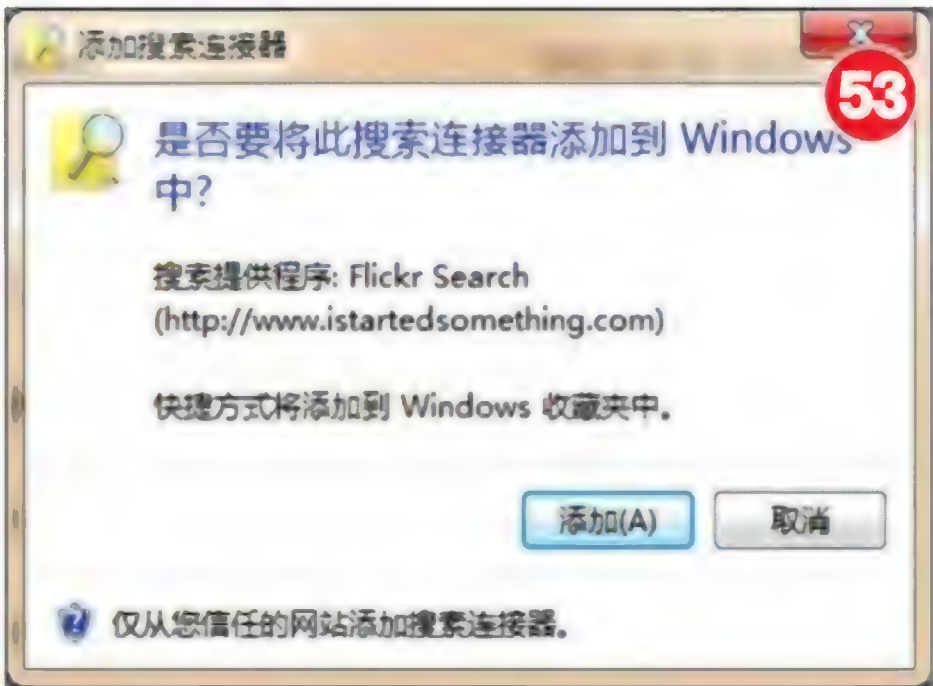 添加搜索连接器
53
是否要将此搜索连接器添加到 Windows
中?
搜索提供程序: Flickr Search
(http://www.istartedsomething.com)
快捷方式将添加到 Windows 收藏夹中。
添加(A) 取消
仅从您信任的网站添加搜索连接器。